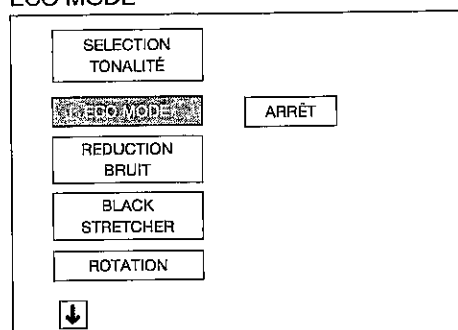 ECO MODE
SELECTION
TONALITÉ
ECO MODE
ARRÊT
REDUCTION
BRUIT
BLACK
STRETCHER
ROTATION